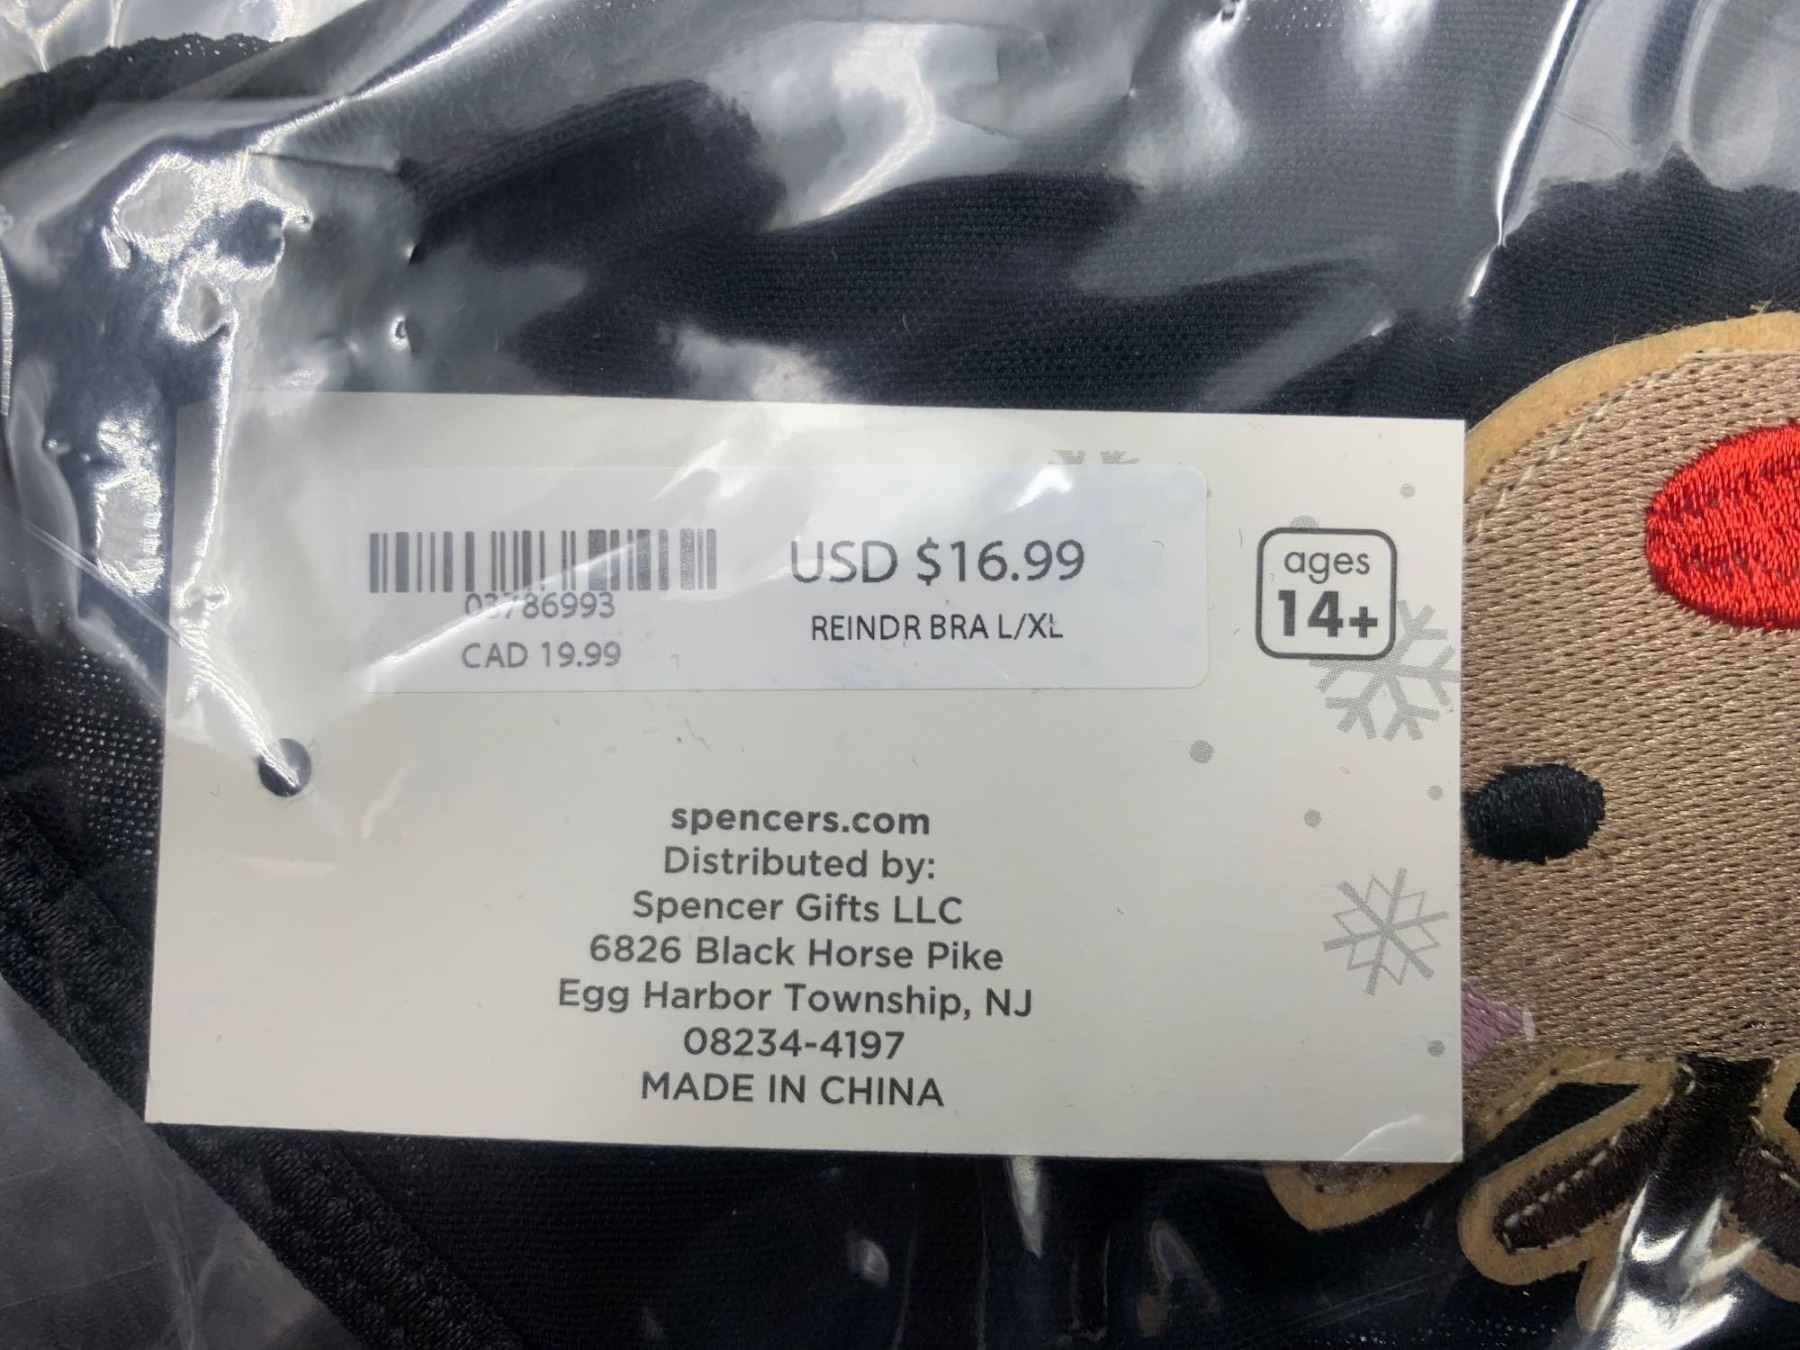 03786993
CAD 19.99
USD $16.99
REINDR BRA L/XL
ages
14+
spencers.com
Distributed by:
Spencer Gifts LLC
6826 Black Horse Pike
Egg Harbor Township, NJ
08234-4197
MADE IN CHINA